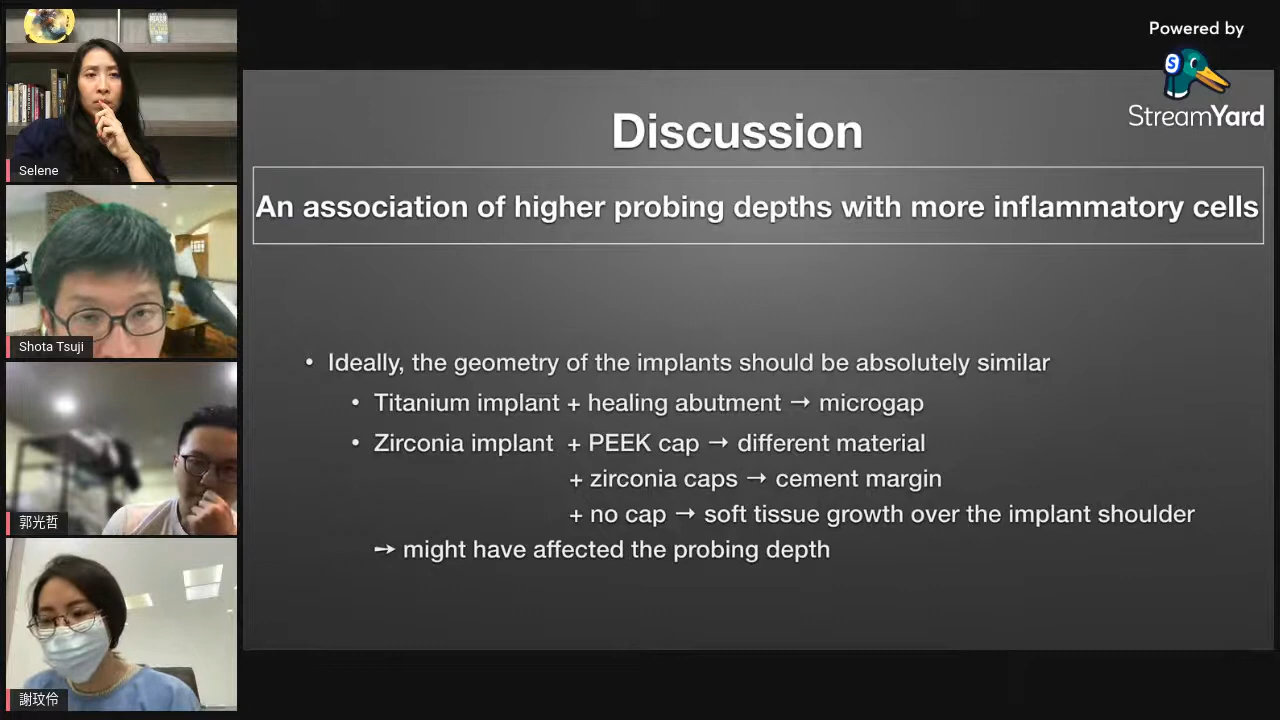 Powered by
StreamYard
Selene
Shota Tsuji
郭光哲
謝玟伶
Discussion
An association of higher probing depths with more inflammatory cells
• Ideally, the geometry of the implants should be absolutely similar
• Titanium implant + healing abutment → microgap
• Zirconia implant + PEEK cap → different material
+ zirconia caps → cement margin
+ no cap → soft tissue growth over the implant shoulder
➙ might have affected the probing depth